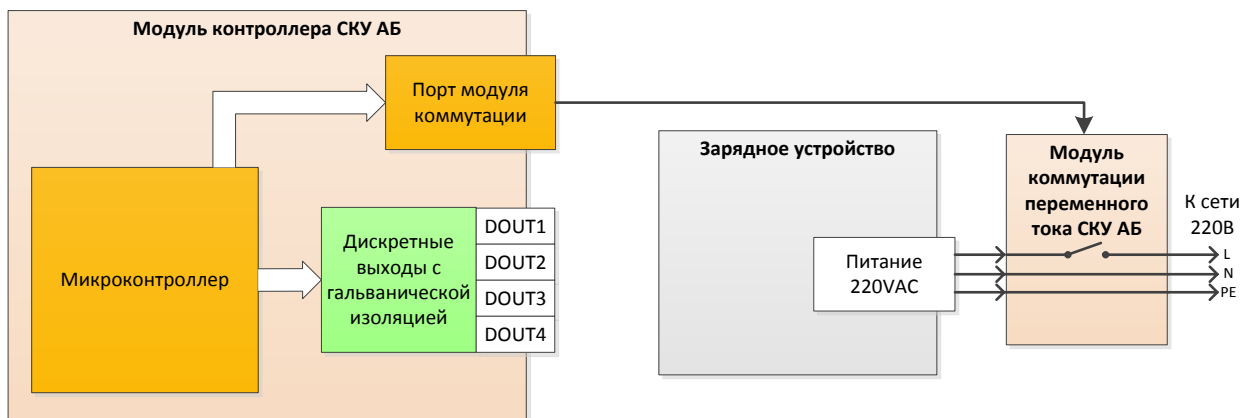 Модуль контроллера СКУ АБ
Порт модуля
коммутации
Микроконтроллер
Дискретные
выходы с
гальванической
изоляцией
DOUT1
DOUT2
DOUT3
DOUT4
Зарядное устройство
Питание
220VAC
Модуль
коммутации
переменного
тока СКУ АБ
К сети
220В
L
N
PE